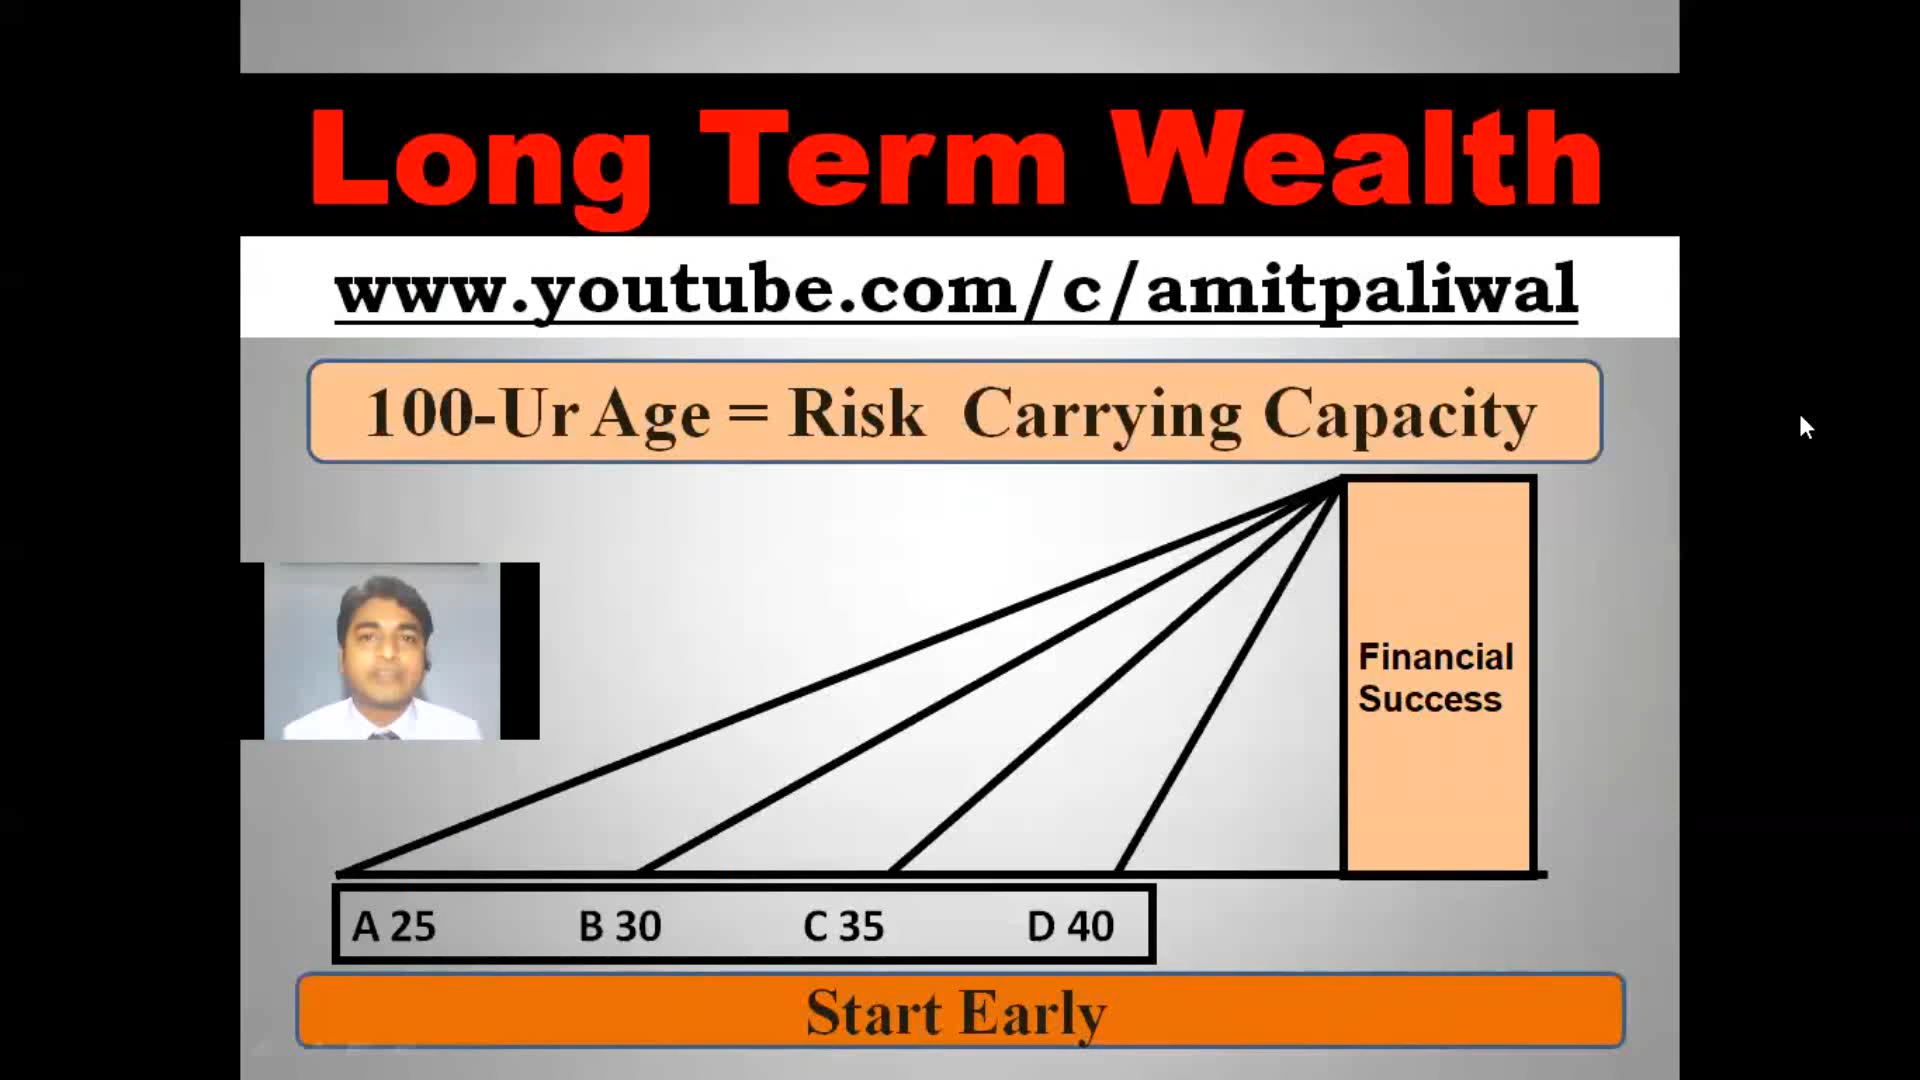 Long Term Wealth
www.youtube.com/c/amitpaliwal
100-Ur Age = Risk Carrying Capacity
Financial
Success
A 25 B 30 C 35 D 40
Start Early